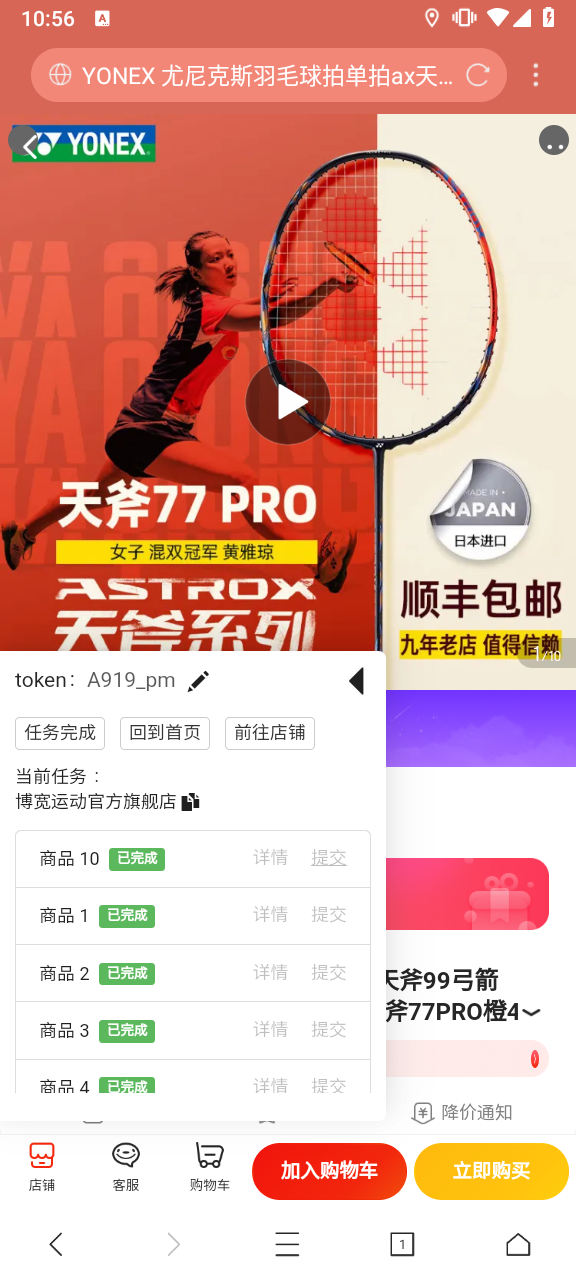 10:56
YONEX 尤尼克斯羽毛球拍单拍ax天…
YONEX
天斧77 PRO
女子 混双冠军 黄雅琼
ASTROX
天斧系列
MADE IN
JAPAN
日本进口
顺丰包邮
九年老店 值得信赖
1/10
token： A919_pm
任务完成 回到首页 前往店铺
当前任务：
博宽运动官方旗舰店
商品 10 已完成 详情 提交
商品 1 已完成 详情 提交
商品 2 已完成 详情 提交
商品 3 已完成 详情 提交
商品 4 已完成 详情 提交
天斧99弓箭
斧77PRO橙4
降价通知
店铺 客服 购物车 加入购物车 立即购买
1